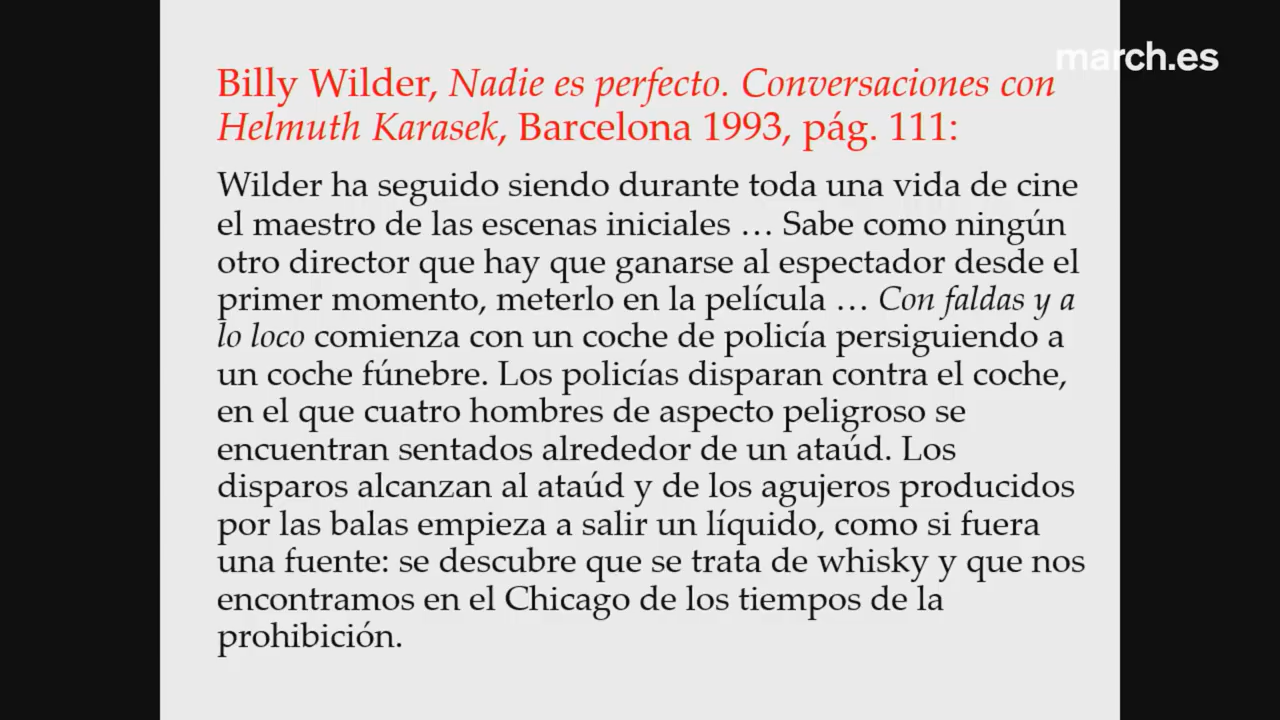 march.es
Billy Wilder, Nadie es perfecto. Conversaciones con
Helmuth Karasek, Barcelona 1993, pág. 111:
Wilder ha seguido siendo durante toda una vida de cine
el maestro de las escenas iniciales … Sabe como ningún
otro director que hay que ganarse al espectador desde el
primer momento, meterlo en la película … Con faldas y a
lo loco comienza con un coche de policía persiguiendo a
un coche fúnebre. Los policías disparan contra el coche,
en el que cuatro hombres de aspecto peligroso se
encuentran sentados alrededor de un ataúd. Los
disparos alcanzan al ataúd y de los agujeros producidos
por las balas empieza a salir un líquido, como si fuera
una fuente: se descubre que se trata de whisky y que nos
encontramos en el Chicago de los tiempos de la
prohibición.